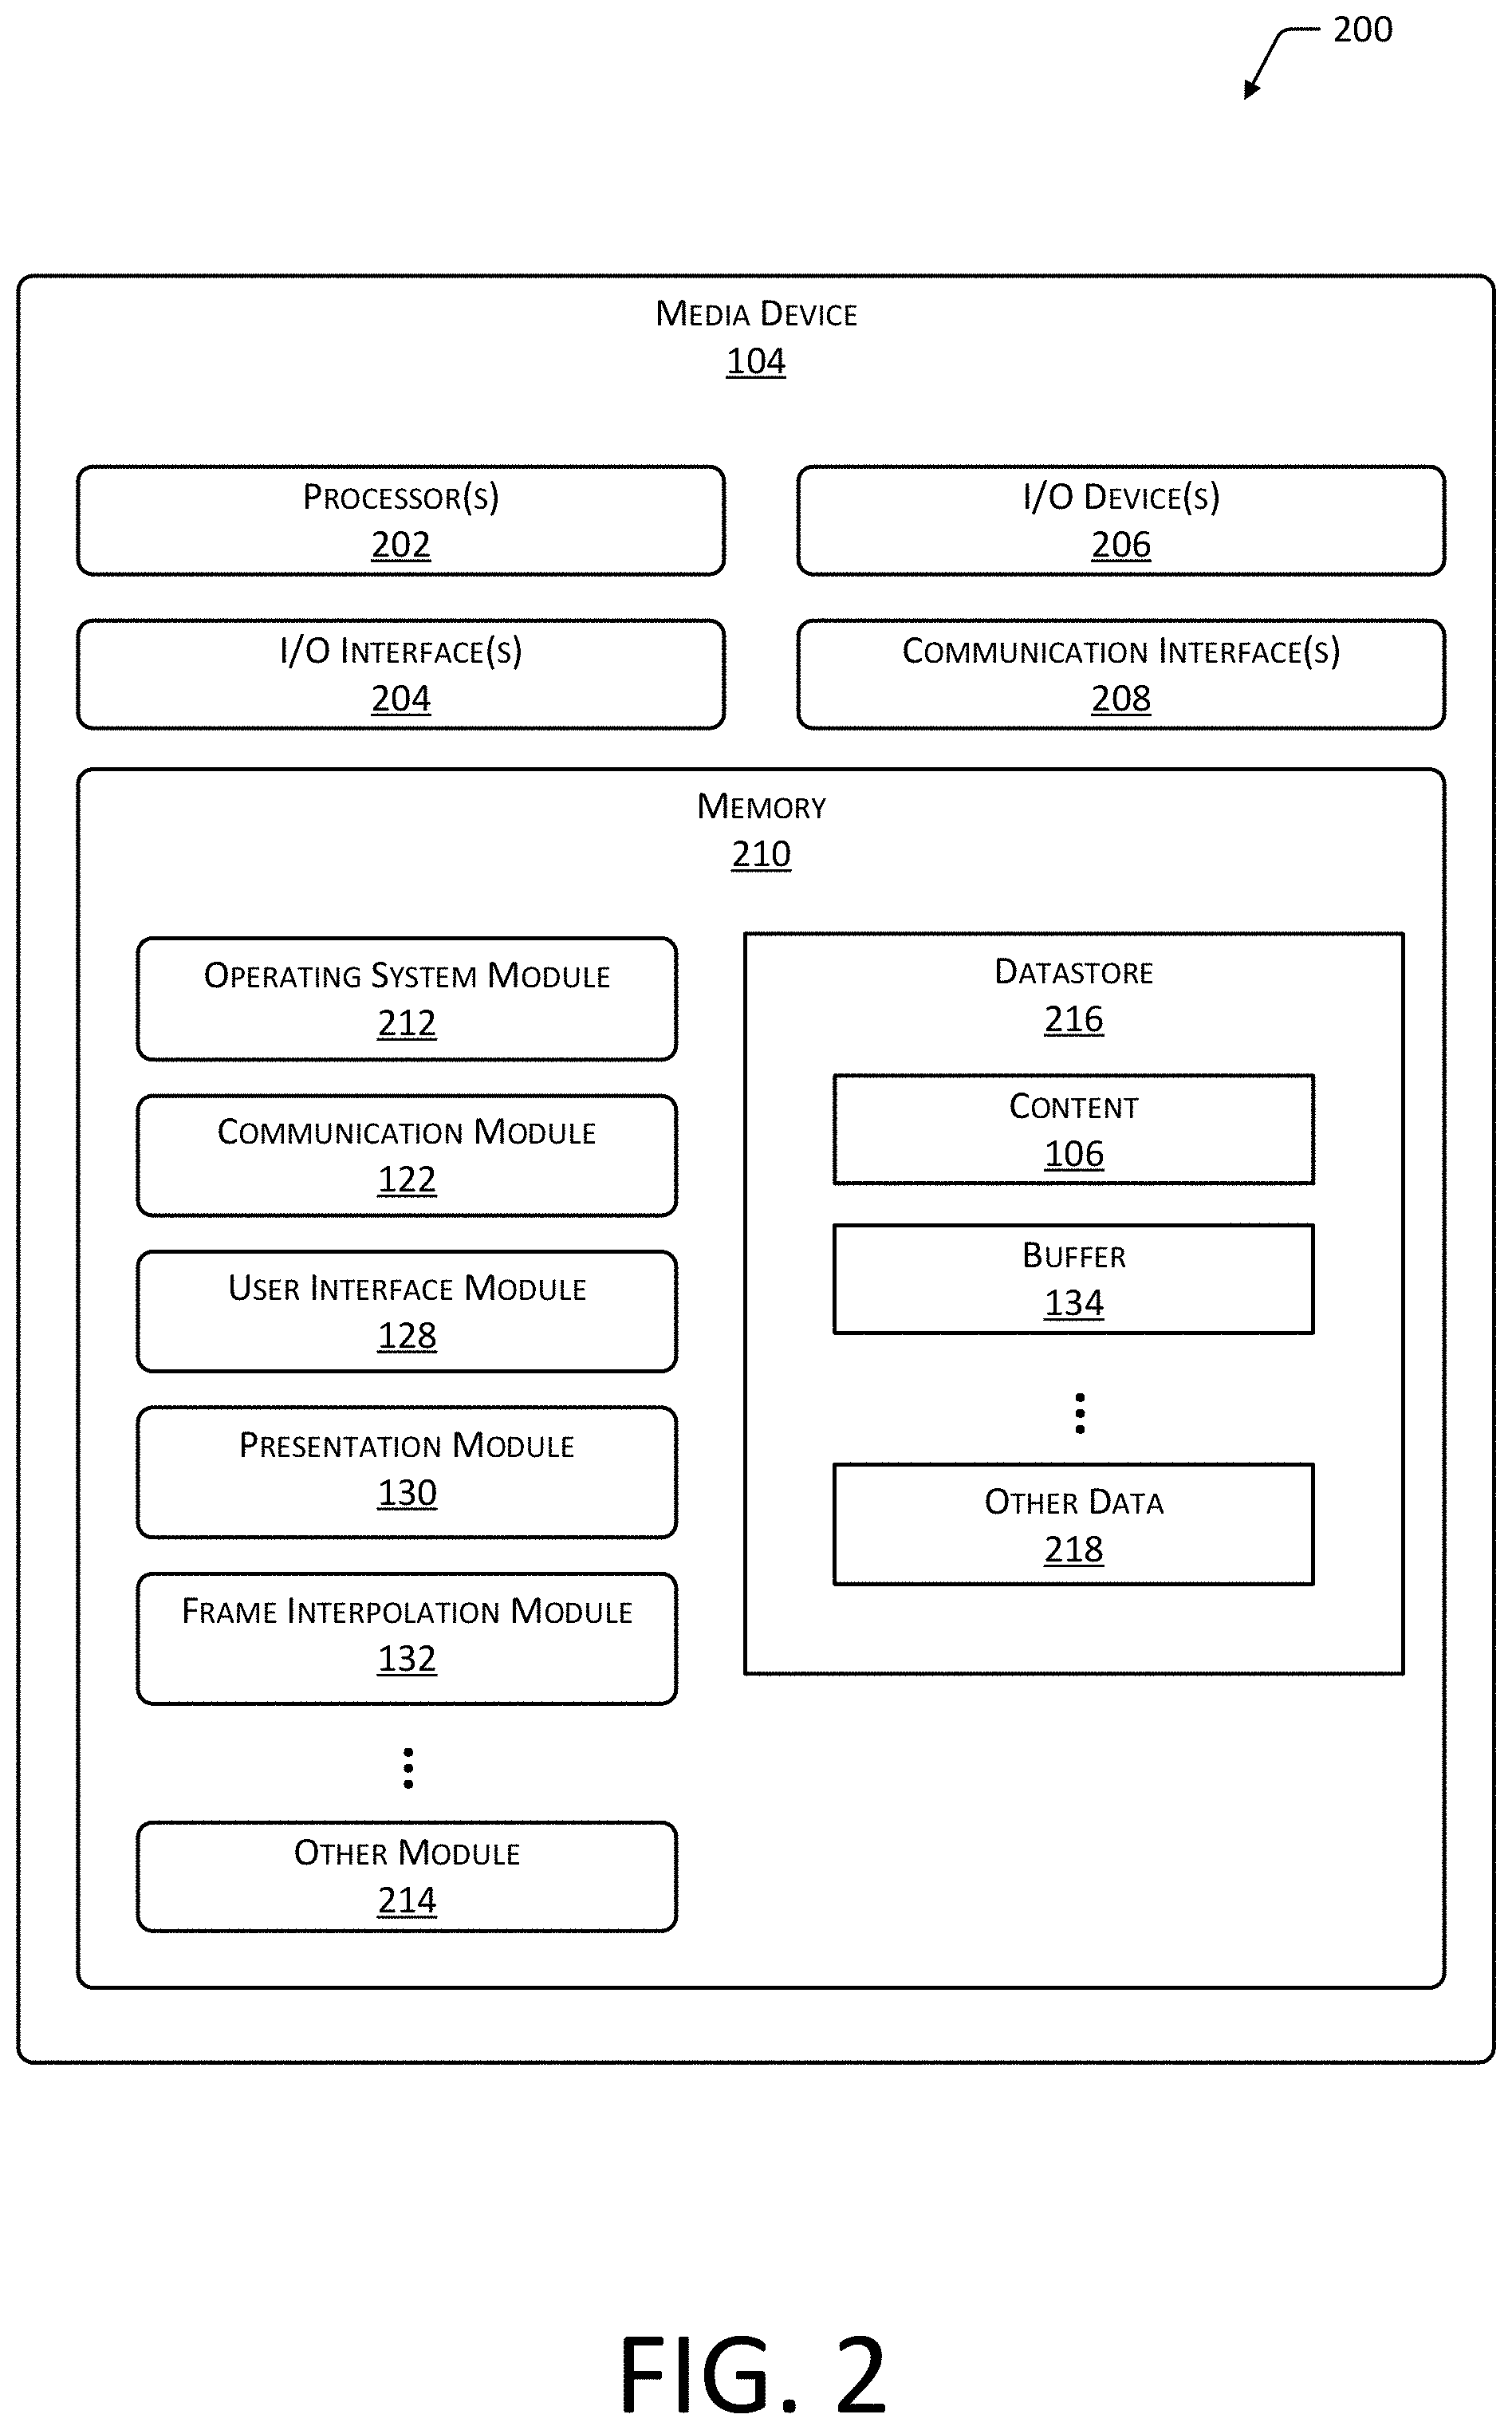 200
Media Device
104
Processor(s)
202
I/O Device(s)
206
I/O Interface(s)
204
Communication Interface(s)
208
Memory
210
Operating System Module
212
Communication Module
122
User Interface Module
128
Presentation Module
130
Frame Interpolation Module
132
Other Module
214
Datastore
216
Content
106
Buffer
134
Other Data
218
FIG. 2